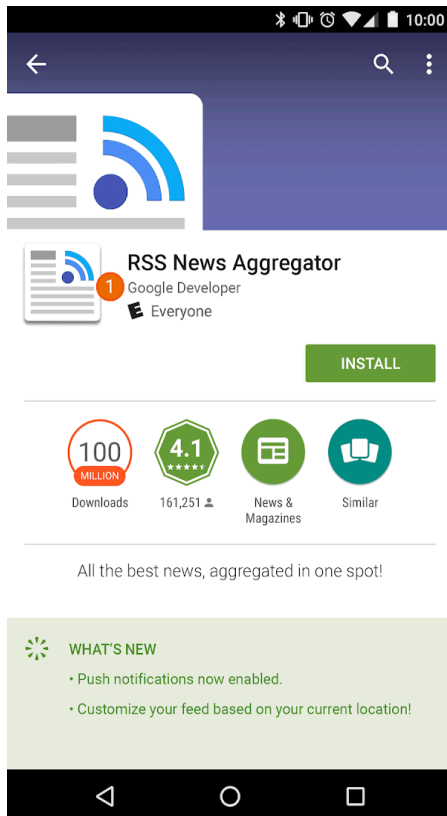 10:00
RSS News Aggregator
1
Google Developer
E Everyone
INSTALL
100
MILLION
4.1
Downloads
161,251
News &
Magazines
Similar
All the best news, aggregated in one spot!
WHAT'S NEW
• Push notifications now enabled.
• Customize your feed based on your current location!